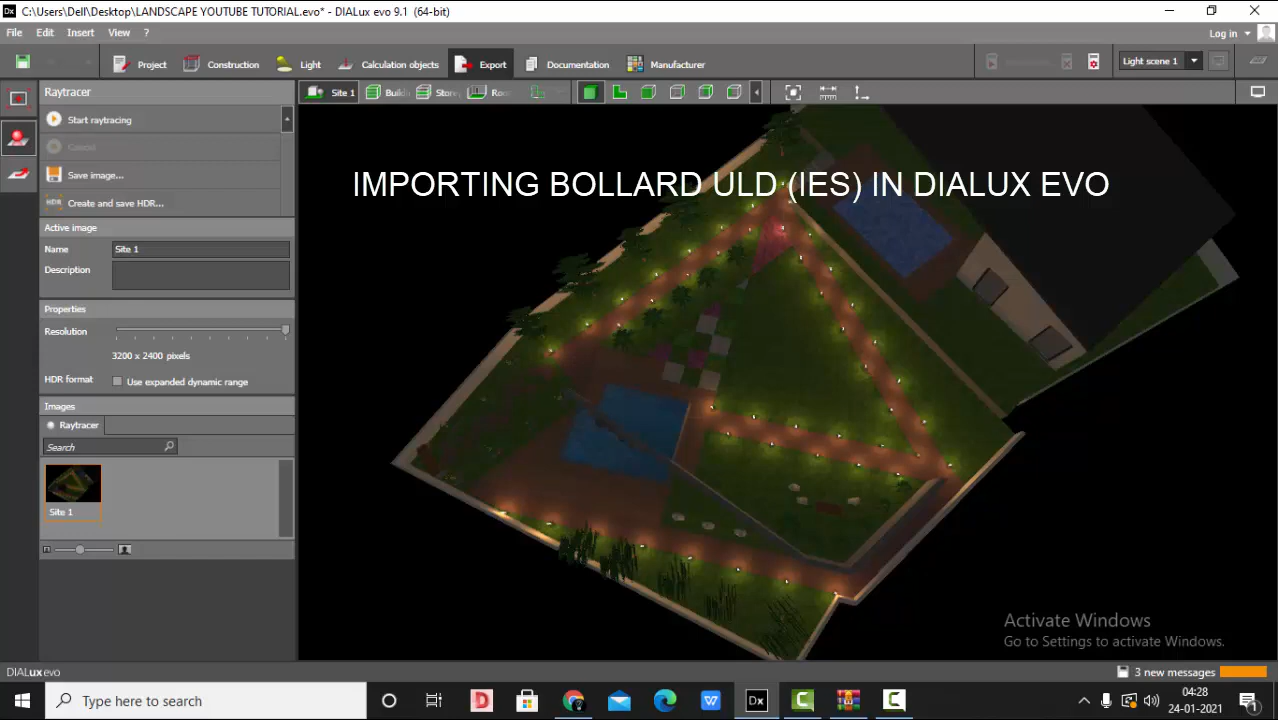 C:\Users\Dell\Desktop\LANDSCAPE YOUTUBE TUTORIAL.evo* - DIALux evo 9.1 (64-bit)
File Edit Insert View ?
Log in
Project Construction Light Calculation objects Export Documentation Manufacturer
Light scene 1
Raytracer
Site 1
Start raytracing
Cancel
Save image...
HDR Create and save HDR...
IMPORTING BOLLARD ULD (IES) IN DIALUX EVO
Active image
Name Site 1
Description
Properties
Resolution
3200 x 2400 pixels
HDR format Use expanded dynamic range
Images
Raytracer
Search
Site 1
Activate Windows
Go to Settings to activate Windows.
DIALux evo
3 new messages
Type here to search
Dx
04:28
24-01-2021